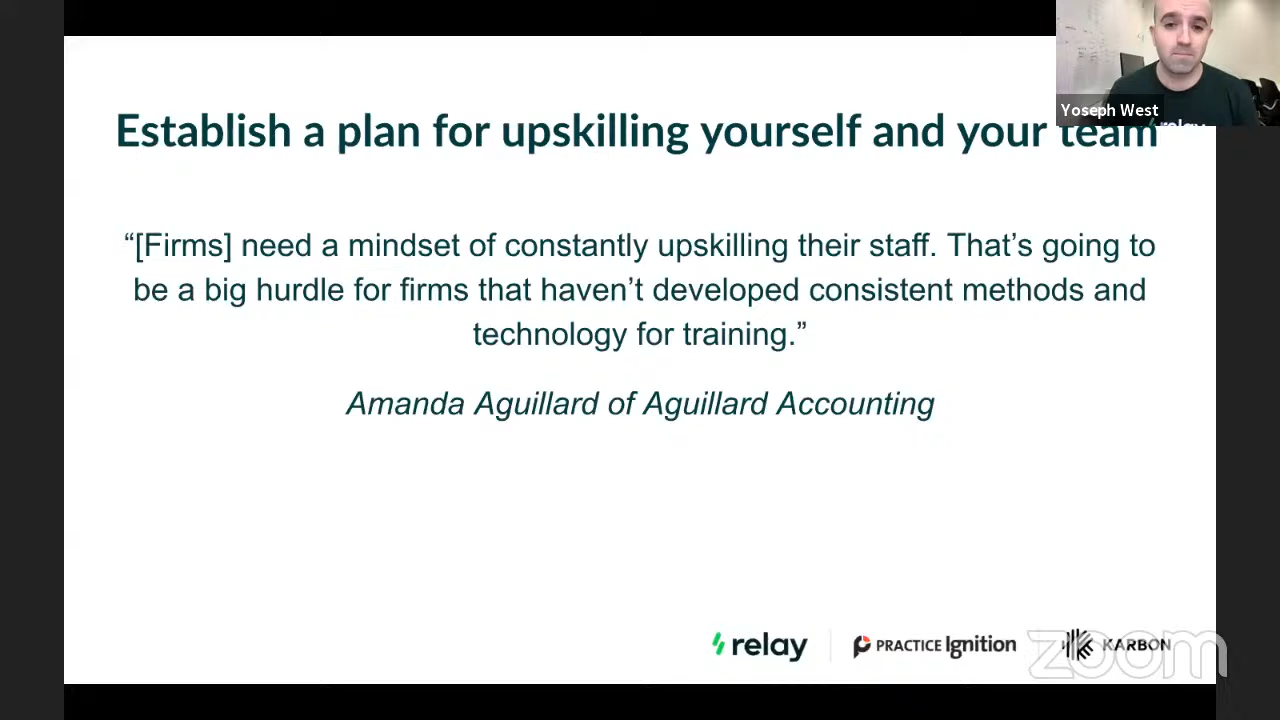 Yoseph West
relay
Establish a plan for upskilling yourself and your team
“[Firms] need a mindset of constantly upskilling their staff. That’s going to
be a big hurdle for firms that haven’t developed consistent methods and
technology for training.”
Amanda Aguillard of Aguillard Accounting
relay
PRACTICE Ignition
KARBON
zoom